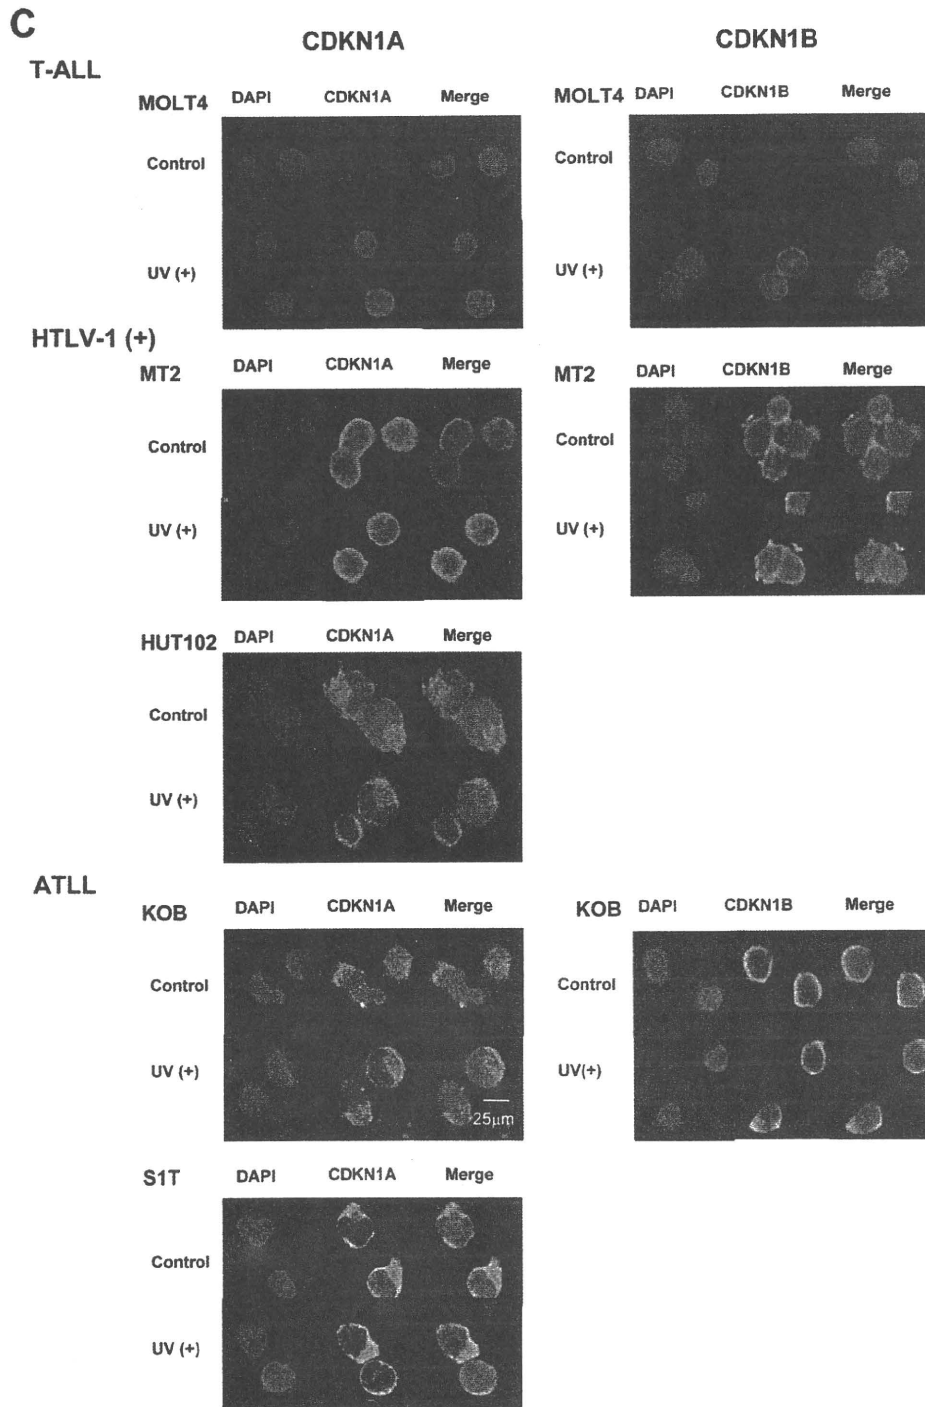 C
CDKN1A CDKN1B
T-ALL
MOLT4 DAPI CDKN1A Merge MOLT4 DAPI CDKN1B Merge
Control Control
UV (+) UV (+)
HTLV-1 (+)
MT2 DAPI CDKN1A Merge MT2 DAPI CDKN1B Merge
Control Control
UV (+) UV (+)
HUT102 DAPI CDKN1A Merge
Control
UV (+)
ATLL
KOB DAPI CDKN1A Merge KOB DAPI CDKN1B Merge
Control Control
UV (+) UV(+)
25μm
S1T DAPI CDKN1A Merge
Control
UV (+)